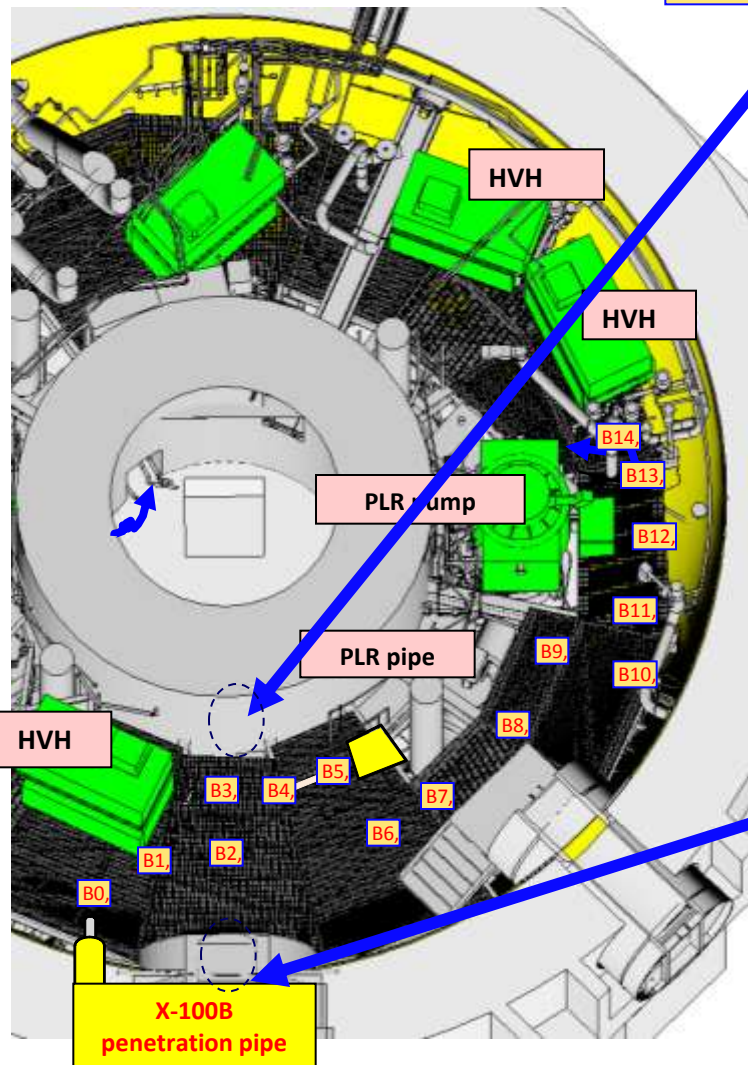 HVH
HVH
B14,
B13,
PLR pump
B12,
B11,
B9,
B10,
PLR pipe
B8,
HVH
B5,
B3,
B4,
B7,
B6,
B2,
B1,
B0,
X-100B
penetration pipe